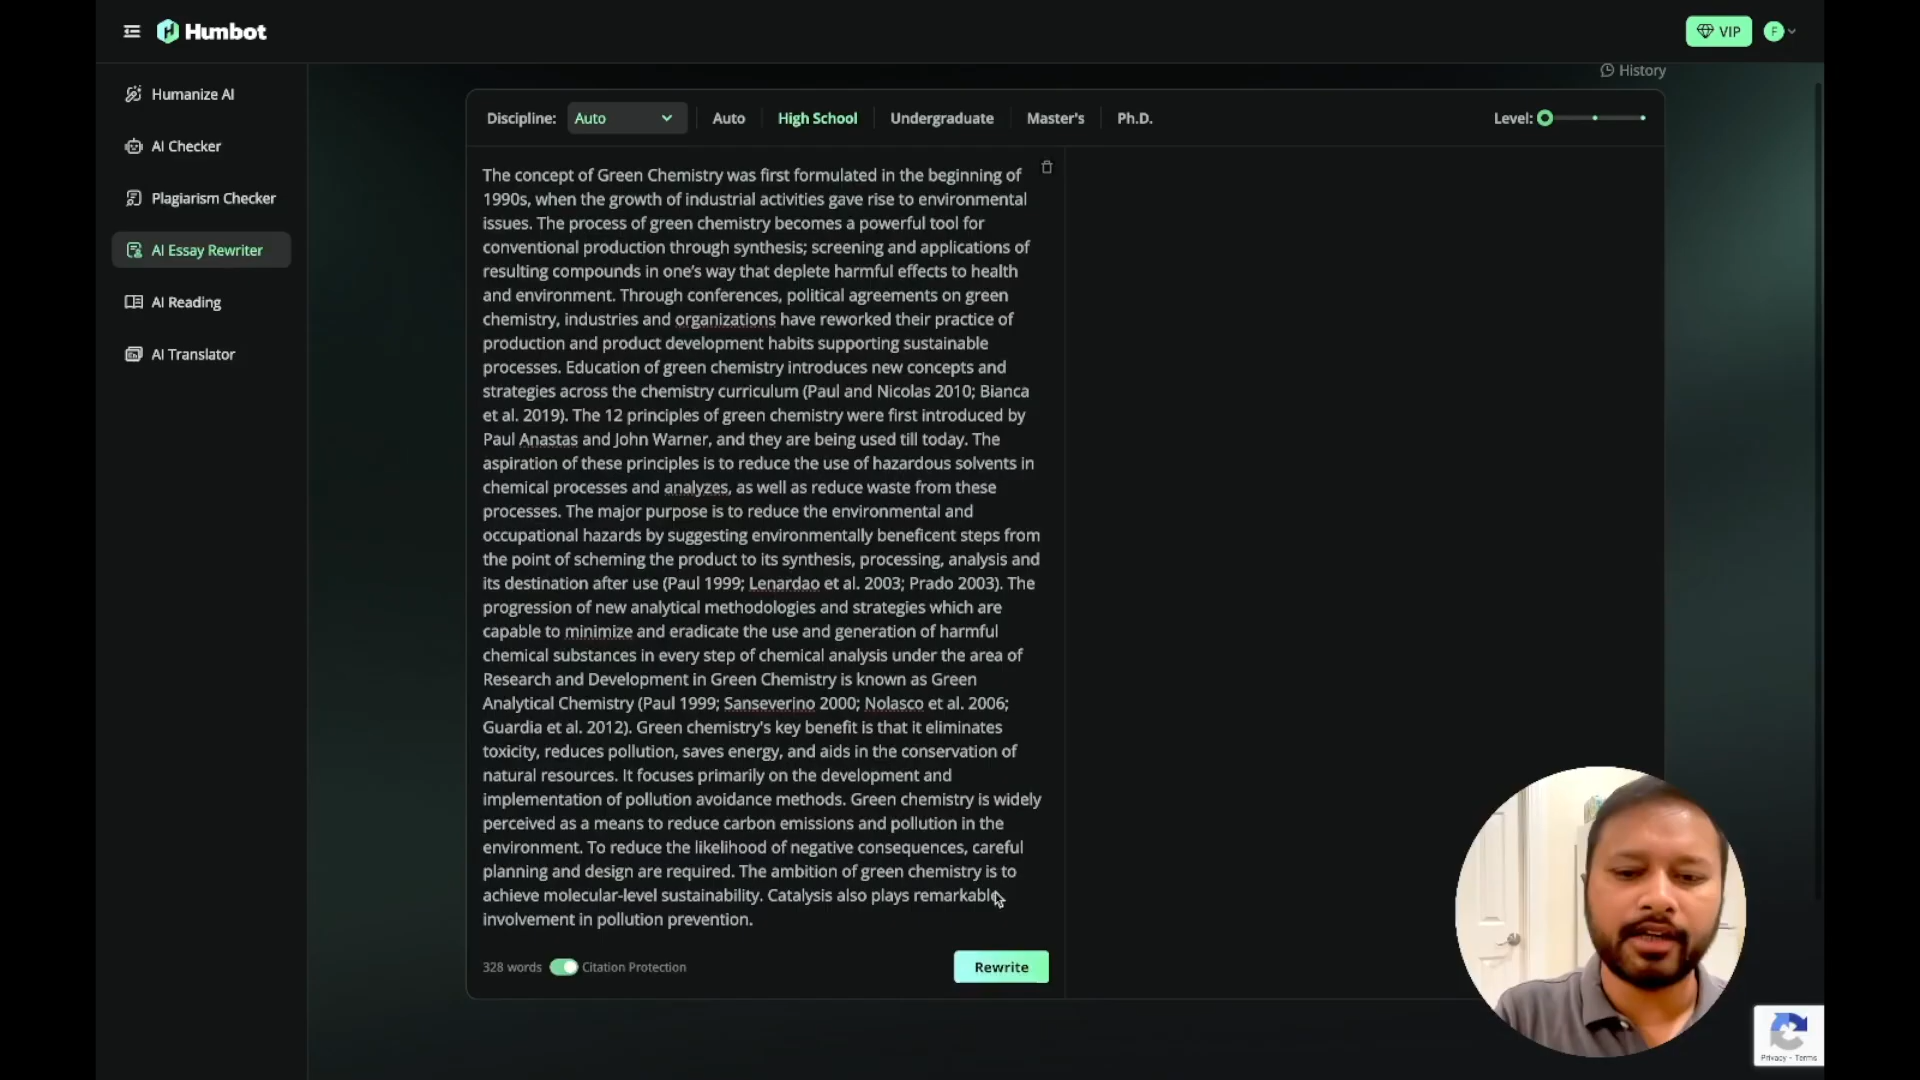 Humbot
VIP
F
History
Humanize AI
AI Checker
Plagiarism Checker
AI Essay Rewriter
AI Reading
AI Translator
Discipline: Auto Auto High School Undergraduate Master's Ph.D. Level:
The concept of Green Chemistry was first formulated in the beginning of
1990s, when the growth of industrial activities gave rise to environmental
issues. The process of green chemistry becomes a powerful tool for
conventional production through synthesis; screening and applications of
resulting compounds in one's way that deplete harmful effects to health
and environment. Through conferences, political agreements on green
chemistry, industries and organizations have reworked their practice of
production and product development habits supporting sustainable
processes. Education of green chemistry introduces new concepts and
strategies across the chemistry curriculum (Paul and Nicolas 2010; Bianca
et al. 2019). The 12 principles of green chemistry were first introduced by
Paul Anastas and John Warner, and they are being used till today. The
aspiration of these principles is to reduce the use of hazardous solvents in
chemical processes and analyzes, as well as reduce waste from these
processes. The major purpose is to reduce the environmental and
occupational hazards by suggesting environmentally beneficent steps from
the point of scheming the product to its synthesis, processing, analysis and
its destination after use (Paul 1999; Lenardao et al. 2003; Prado 2003). The
progression of new analytical methodologies and strategies which are
capable to minimize and eradicate the use and generation of harmful
chemical substances in every step of chemical analysis under the area of
Research and Development in Green Chemistry is known as Green
Analytical Chemistry (Paul 1999; Sanseverino 2000; Nolasco et al. 2006;
Guardia et al. 2012). Green chemistry's key benefit is that it eliminates
toxicity, reduces pollution, saves energy, and aids in the conservation of
natural resources. It focuses primarily on the development and
implementation of pollution avoidance methods. Green chemistry is widely
perceived as a means to reduce carbon emissions and pollution in the
environment. To reduce the likelihood of negative consequences, careful
planning and design are required. The ambition of green chemistry is to
achieve molecular-level sustainability. Catalysis also plays remarkable
involvement in pollution prevention.
328 words Citation Protection
Rewrite
Privacy - Terms